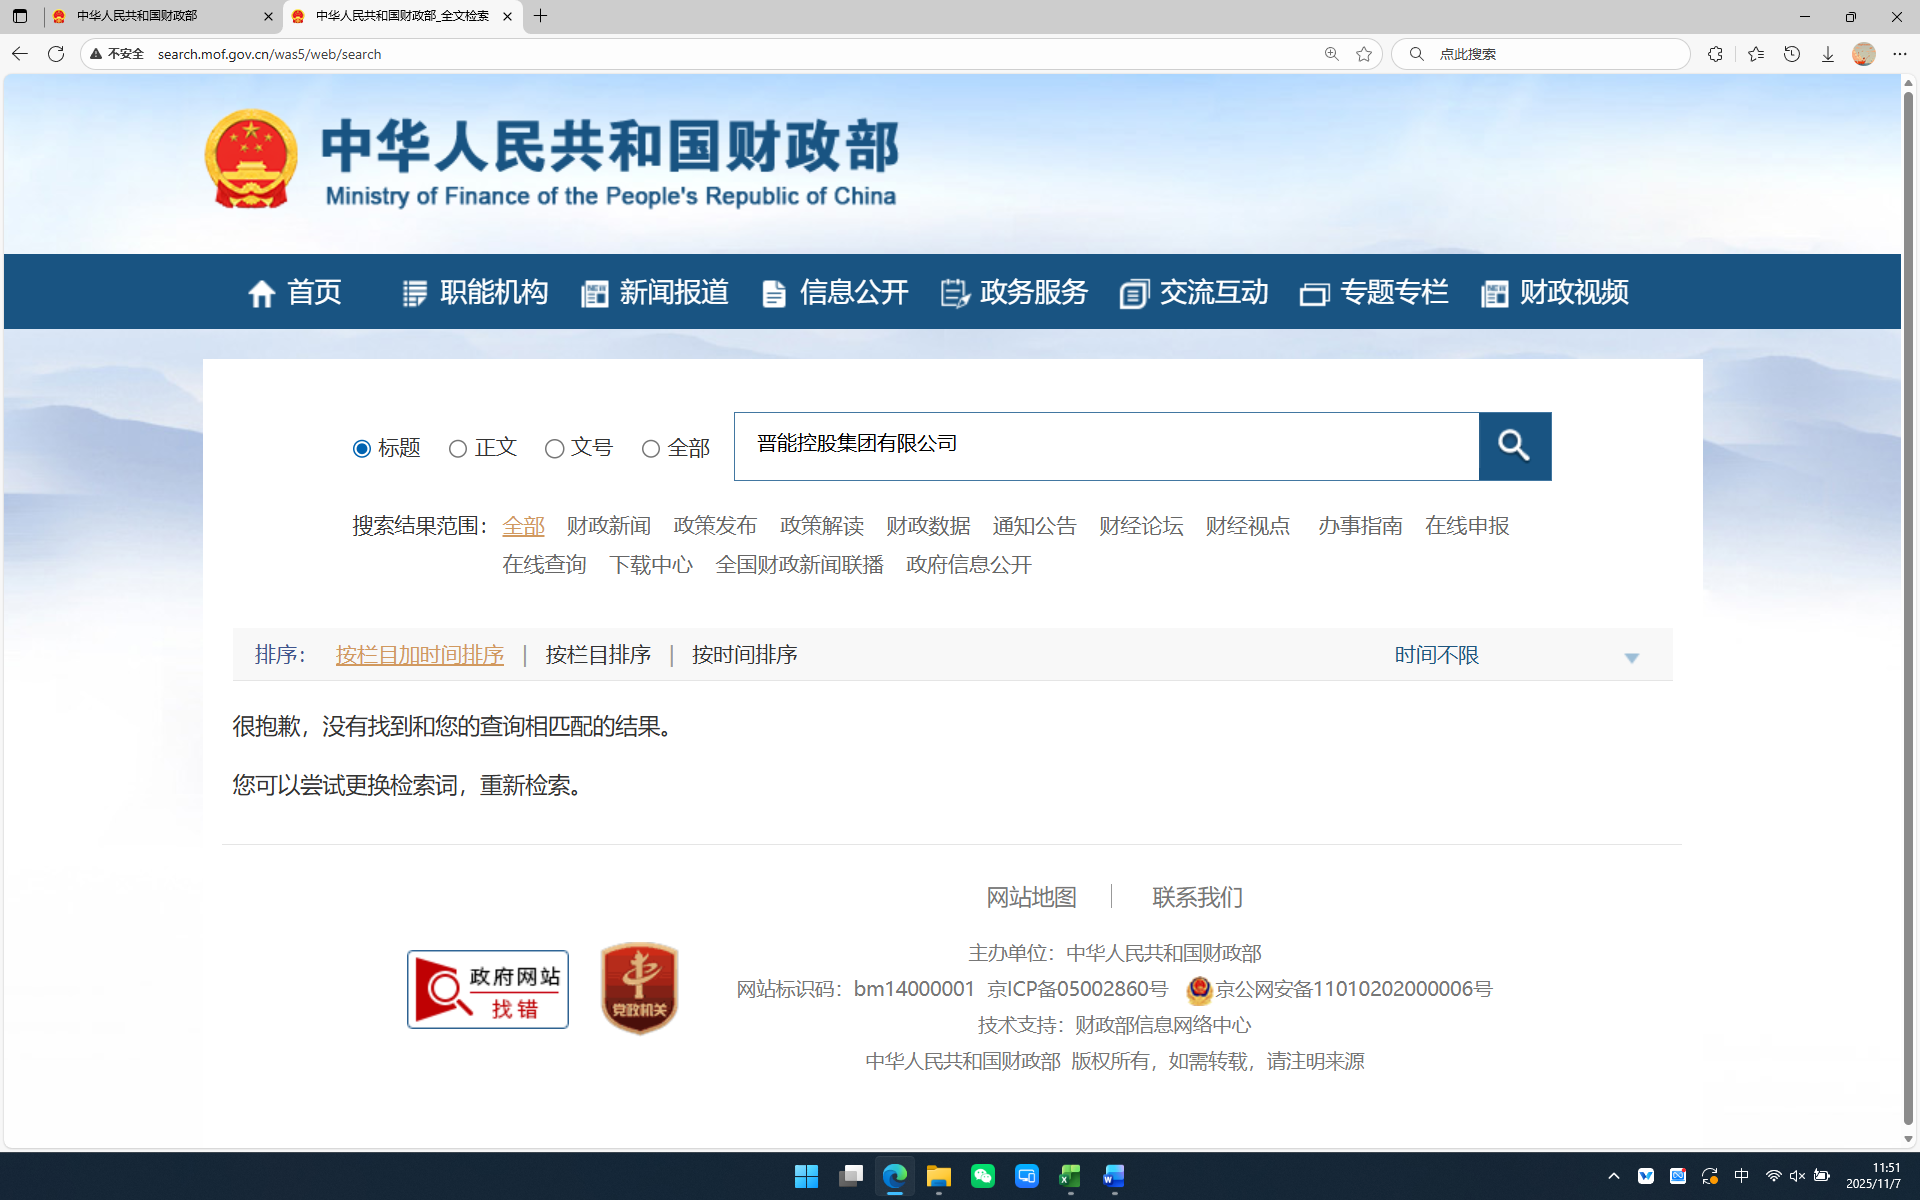 中华人民共和国财政部
中华人民共和国财政部_全文检索
不安全 search.mof.gov.cn/was5/web/search
点此搜索
中华人民共和国财政部
Ministry of Finance of the People's Republic of China
首页 职能机构 新闻报道 信息公开 政务服务 交流互动 专题专栏 财政视频
标题 正文 文号 全部 晋能控股集团有限公司
搜索结果范围： 全部 财政新闻 政策发布 政策解读 财政数据 通知公告 财经论坛 财经视点 办事指南 在线申报
在线查询 下载中心 全国财政新闻联播 政府信息公开
排序： 按栏目加时间排序 | 按栏目排序 | 按时间排序 时间不限
很抱歉，没有找到和您的查询相匹配的结果。
您可以尝试更换检索词，重新检索。
网站地图 | 联系我们
政府网站
找错
党政机关
主办单位：中华人民共和国财政部
网站标识码：bm14000001 京ICP备05002860号 京公网安备11010202000006号
技术支持：财政部信息网络中心
中华人民共和国财政部 版权所有，如需转载，请注明来源
中
11:51
2025/11/7